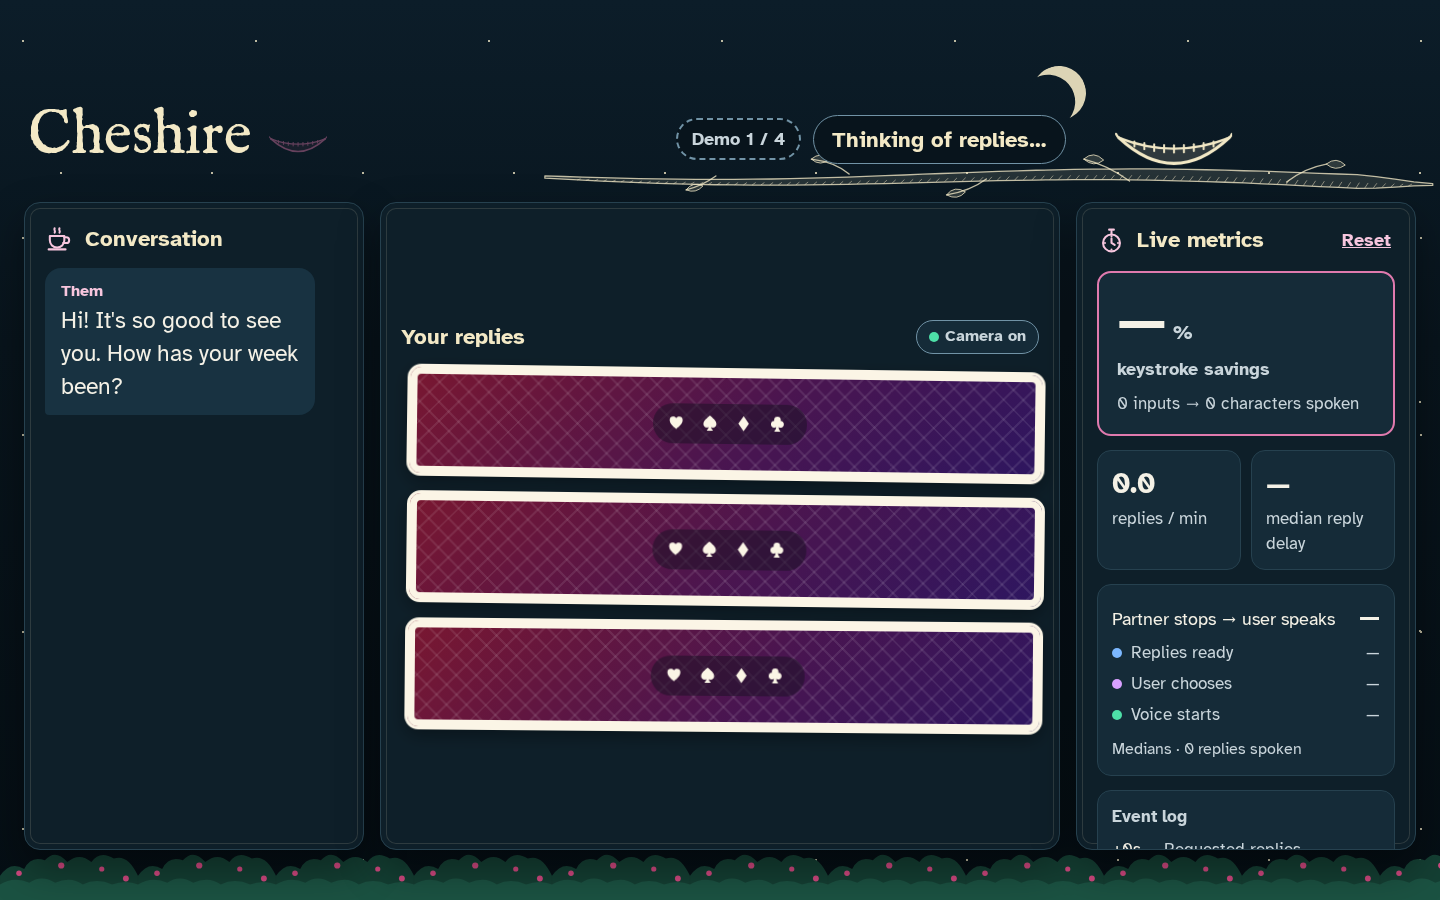 Cheshire
Demo 1 / 4
Thinking of replies...
Conversation
Them
Hi! It's so good to see
you. How has your week
been?
Your replies
Camera on
Live metrics
Reset
— %
keystroke savings
0 inputs → 0 characters spoken
0.0
replies / min
—
median reply
delay
Partner stops → user speaks —
Replies ready —
User chooses —
Voice starts —
Medians · 0 replies spoken
Event log
Requested replies